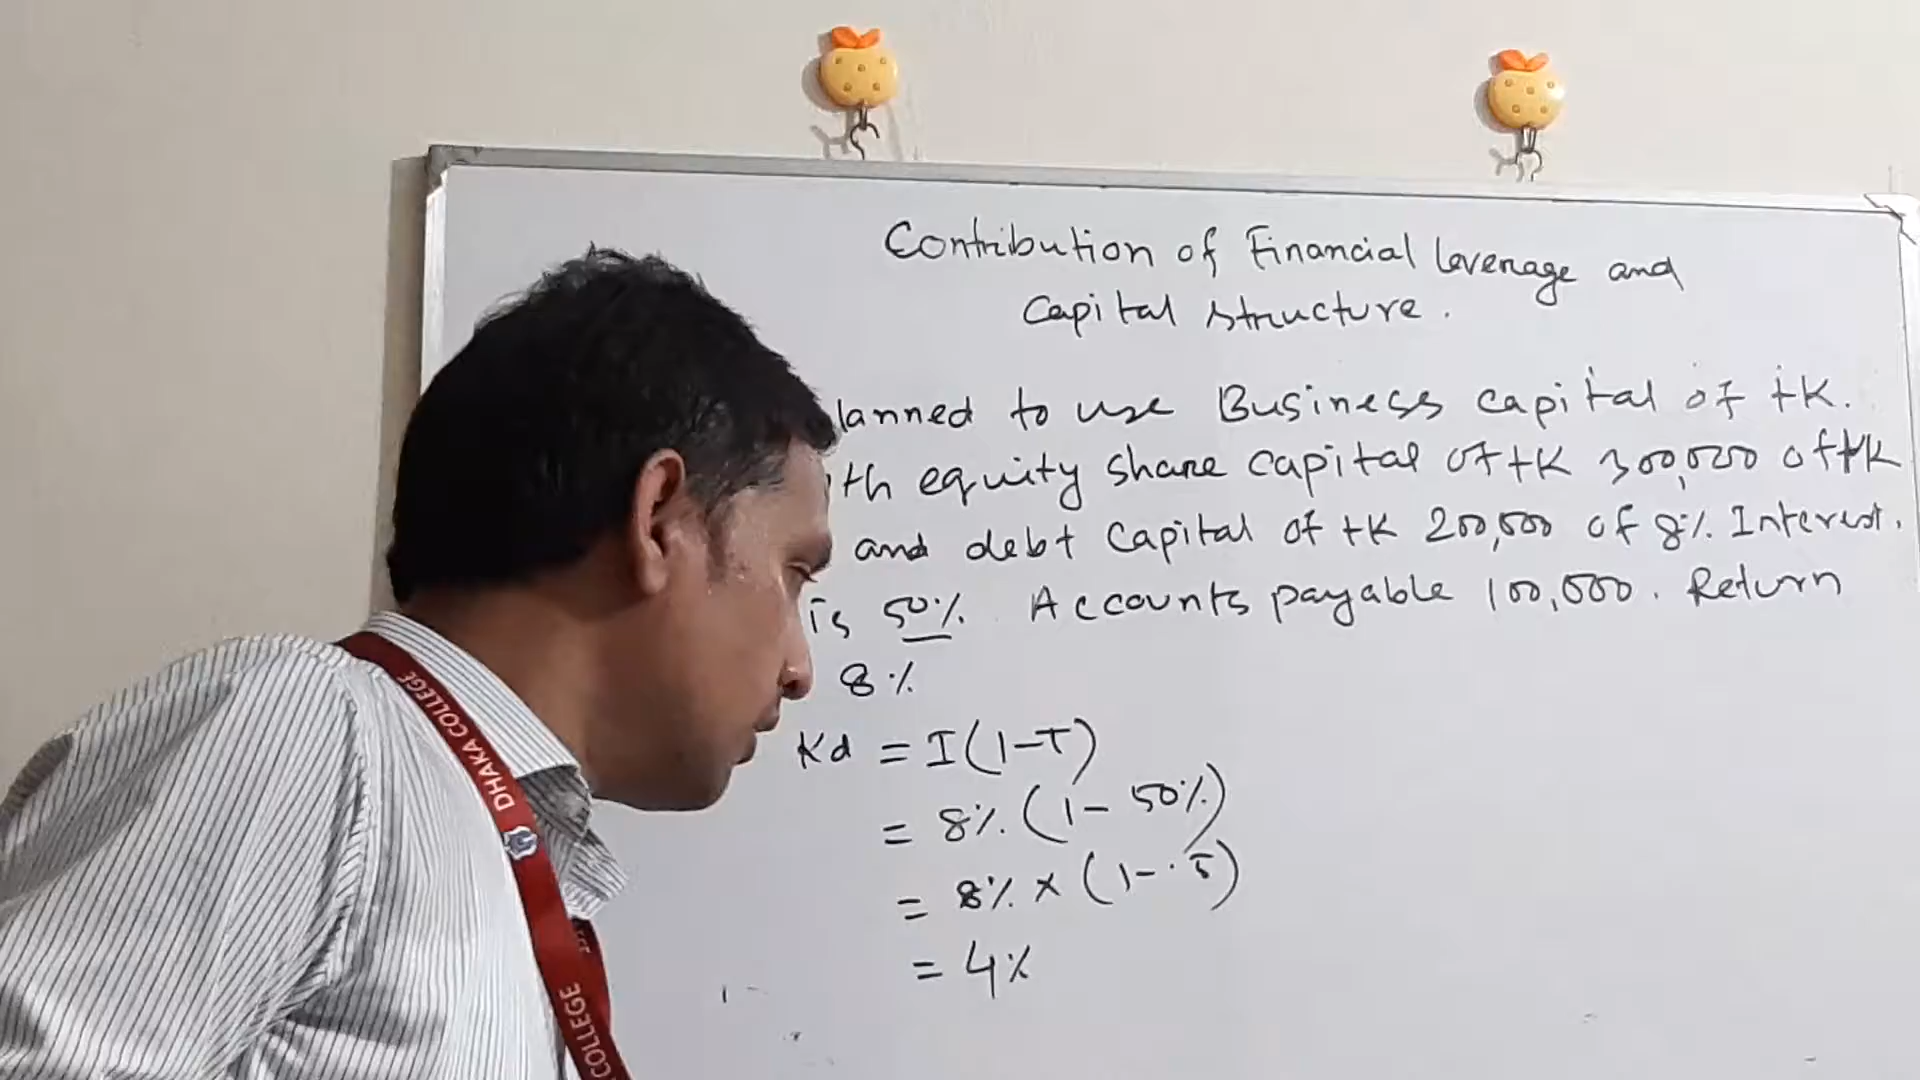 Contribution of Financial leverage and
Capital structure.
lanned to use Business capital of tK.
ith equity share capital of tK 300,000 of tK
and debt Capital of tK 200,000 of 8% Interest.
is 50% Accounts payable 100,000. Return
8%
Kd = I(1-T)
= 8% (1- 50%)
= 8% x (1-.5)
= 4%
DHAKA COLLEGE
COLLEGE